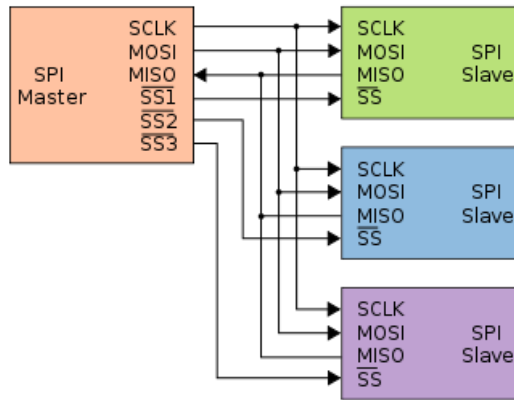 SPI
Master
SCLK
MOSI
MISO
SS1
SS2
SS3
SCLK
MOSI
MISO
SS
SPI
Slave
SCLK
MOSI
MISO
SS
SPI
Slave
SCLK
MOSI
MISO
SS
SPI
Slave